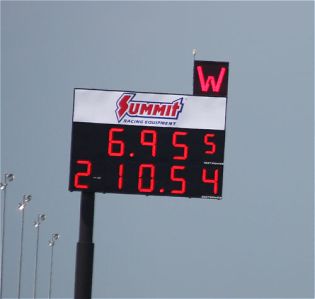 W
SUMMIT
RACING EQUIPMENT
6.955
210.54